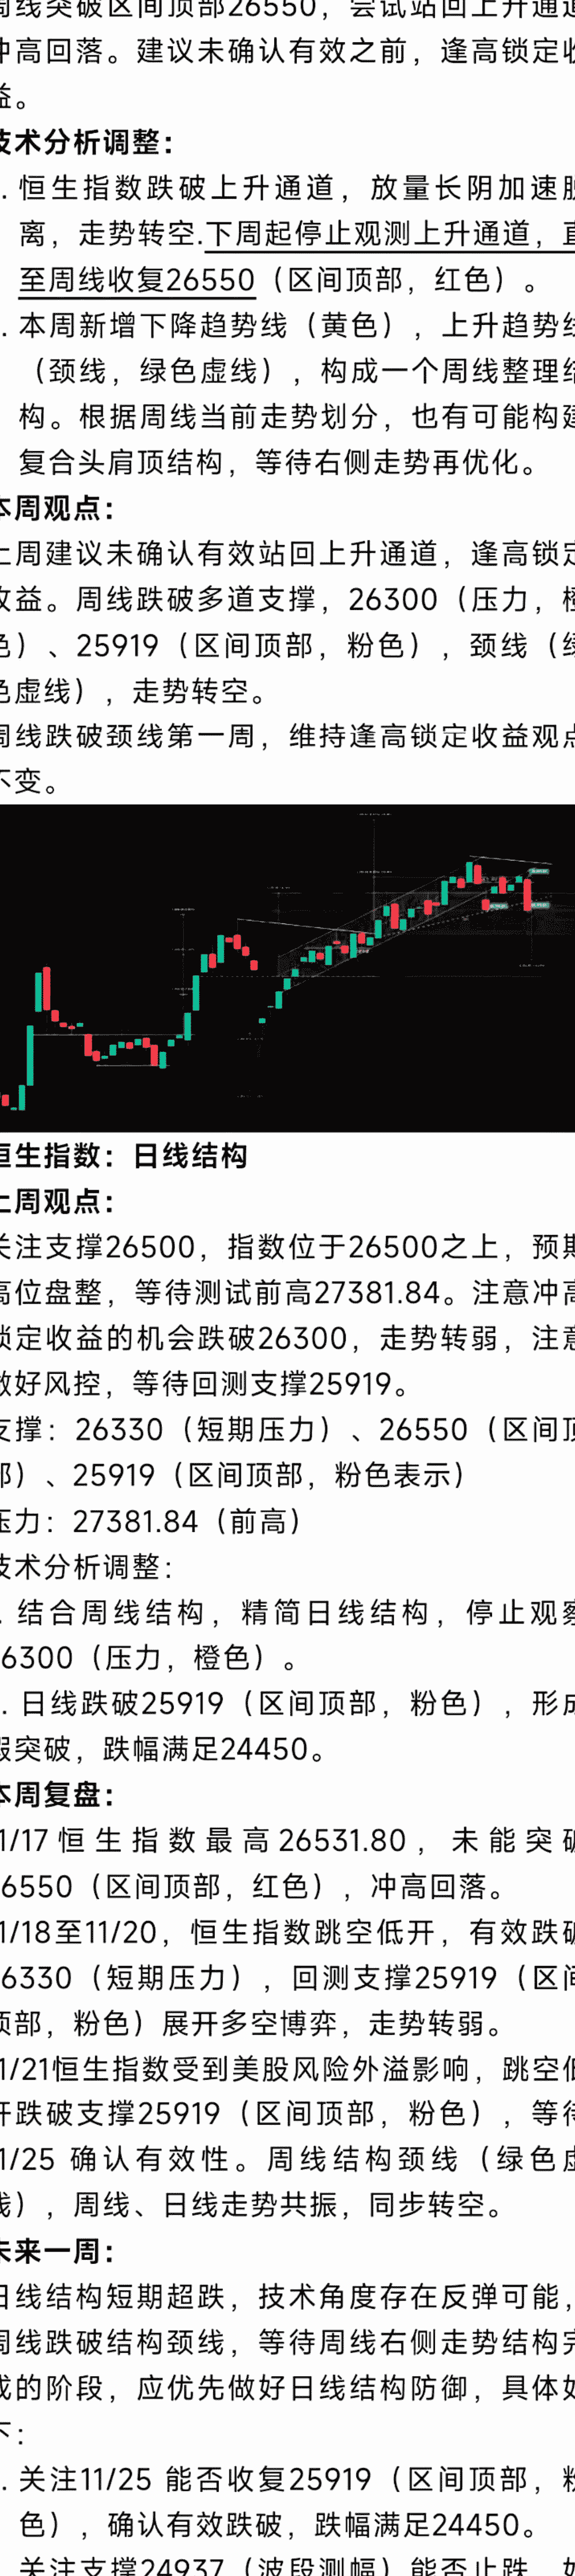 周线突破区间顶部26550，尝试站回上升通道
冲高回落。建议未确认有效之前，逢高锁定收
益。
技术分析调整：
. 恒生指数跌破上升通道，放量长阴加速脱
离，走势转空.下周起停止观测上升通道，直
至周线收复26550（区间顶部，红色）。
. 本周新增下降趋势线（黄色），上升趋势线
（颈线，绿色虚线），构成一个周线整理结
构。根据周线当前走势划分，也有可能构建
复合头肩顶结构，等待右侧走势再优化。
本周观点：
上周建议未确认有效站回上升通道，逢高锁定
收益。周线跌破多道支撑，26300（压力，橙
色）、25919（区间顶部，粉色），颈线（绿
色虚线），走势转空。
周线跌破颈线第一周，维持逢高锁定收益观点
不变。
恒生指数：日线结构
上周观点：
关注支撑26500，指数位于26500之上，预期
高位盘整，等待测试前高27381.84。注意冲高
锁定收益的机会跌破26300，走势转弱，注意
做好风控，等待回测支撑25919。
支撑：26330（短期压力）、26550（区间顶
部）、25919（区间顶部，粉色表示）
压力：27381.84（前高）
技术分析调整：
. 结合周线结构，精简日线结构，停止观察
6300（压力，橙色）。
. 日线跌破25919（区间顶部，粉色），形成
假突破，跌幅满足24450。
本周复盘：
1/17恒生指数最高26531.80，未能突破
6550（区间顶部，红色），冲高回落。
1/18至11/20，恒生指数跳空低开，有效跌破
6330（短期压力），回测支撑25919（区间
顶部，粉色）展开多空博弈，走势转弱。
1/21恒生指数受到美股风险外溢影响，跳空低
开跌破支撑25919（区间顶部，粉色），等待
1/25 确认有效性。周线结构颈线（绿色虚
线），周线、日线走势共振，同步转空。
未来一周：
日线结构短期超跌，技术角度存在反弹可能，
周线跌破结构颈线，等待周线右侧走势结构完
成的阶段，应优先做好日线结构防御，具体如
下：
. 关注11/25 能否收复25919（区间顶部，粉
色），确认有效跌破，跌幅满足24450。
关注支撑24937（波段测幅）能否止跌，如